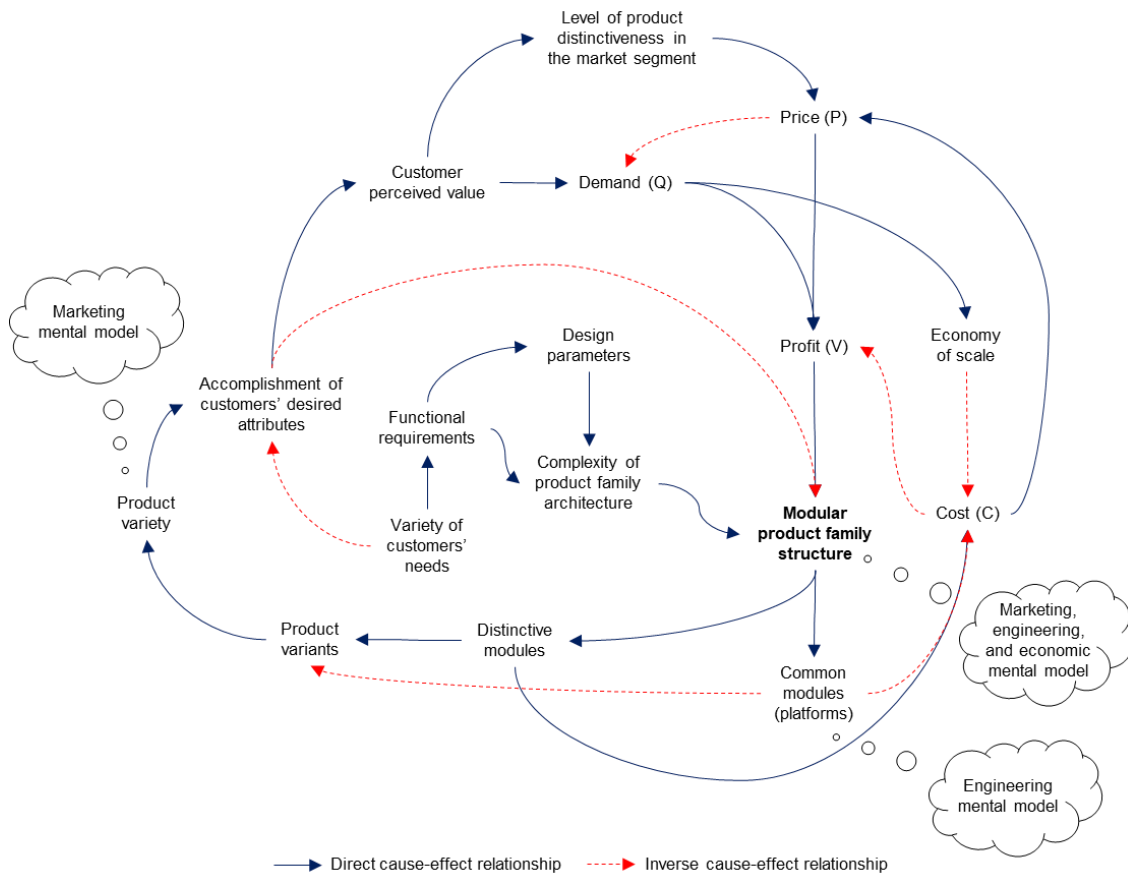 Level of product
distinctiveness in
the market segment
Price (P)
Customer
perceived value
Demand (Q)
Marketing
mental model
Design
parameters
Profit (V)
Economy
of scale
Accomplishment of
customers' desired
attributes
Functional
requirements
Complexity of
product family
architecture
Product
variety
Variety of
customers'
needs
Modular
product family
structure
Cost (C)
Marketing,
engineering,
and economic
mental model
Product
variants
Distinctive
modules
Common
modules
(platforms)
Engineering
mental model
Direct cause-effect relationship
Inverse cause-effect relationship